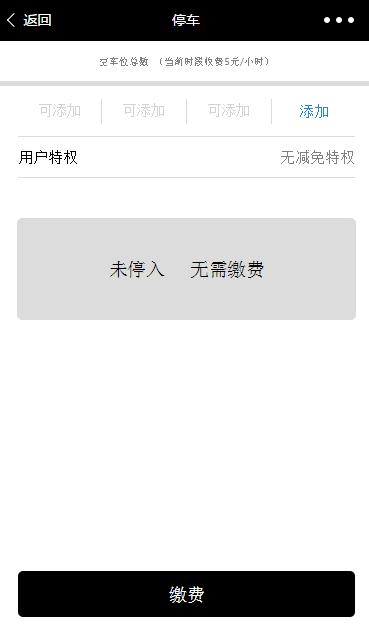 返回 停车
空车位总数 （当前时段收费5元/小时）
可添加 可添加 可添加 添加
用户特权 无减免特权
未停入 无需缴费
缴费